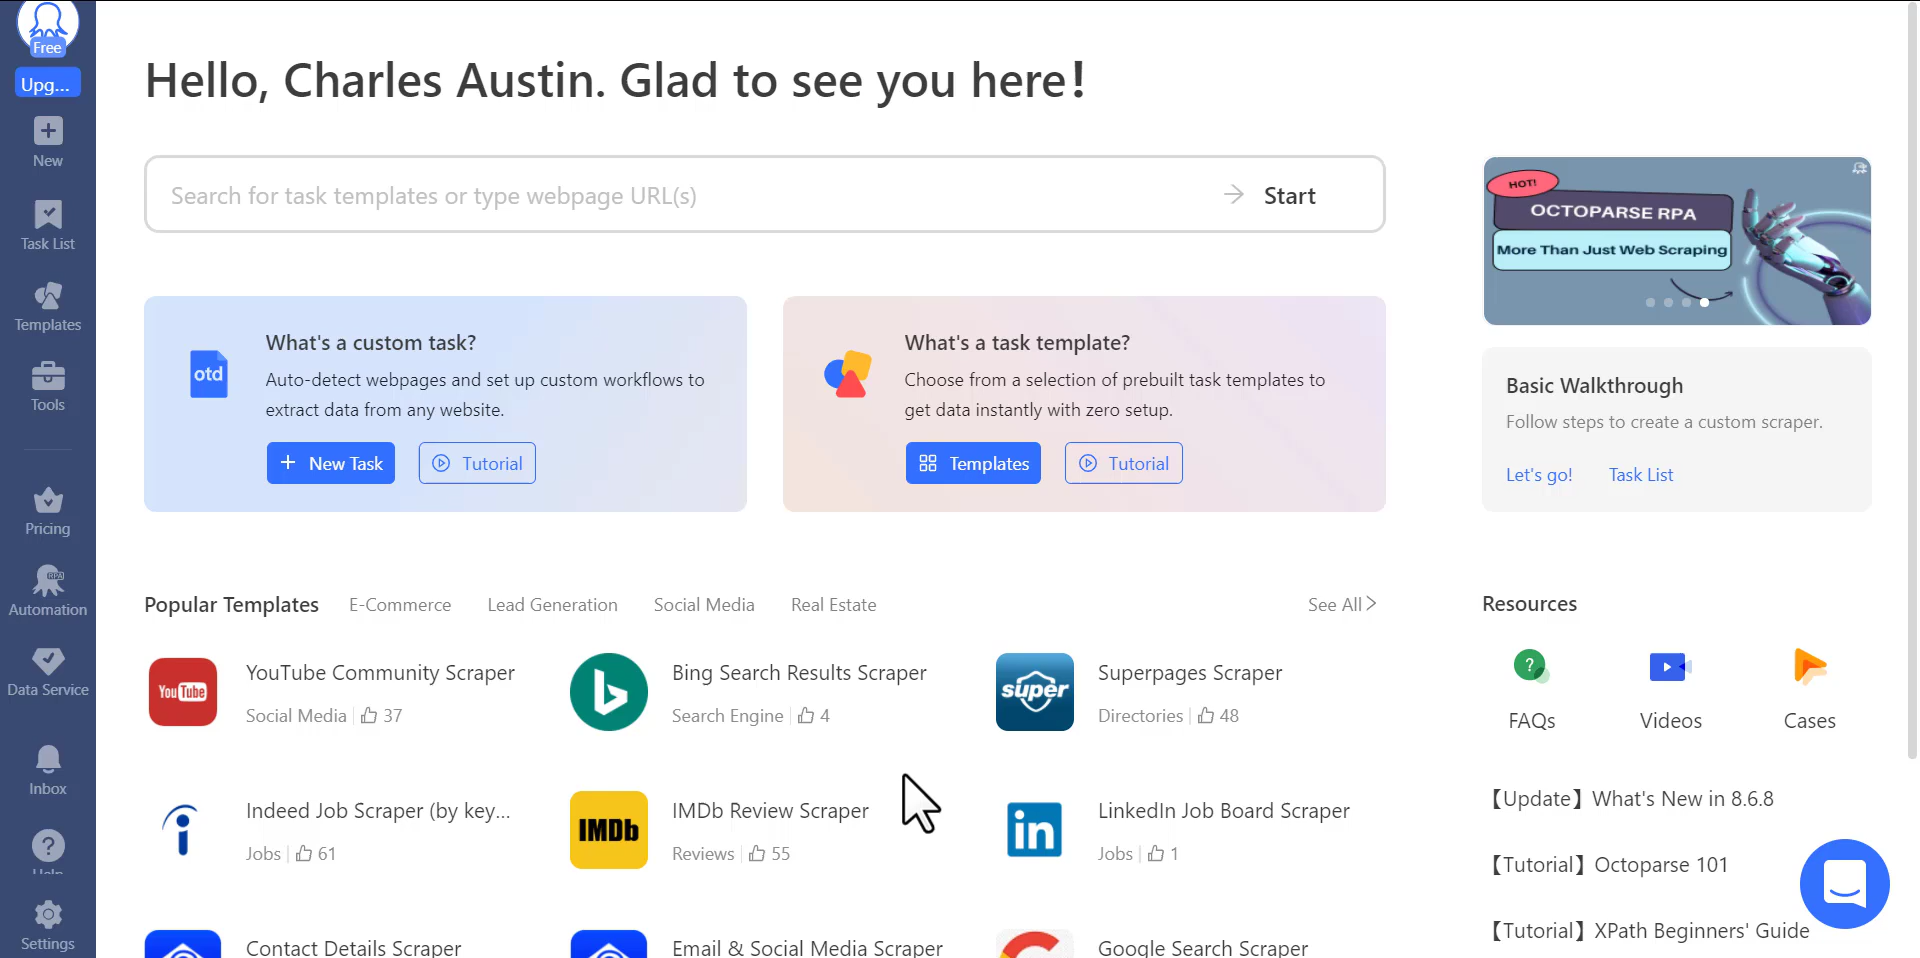 Free
Upg...
New
Task List
Templates
Tools
Pricing
Automation
Data Service
Inbox
Help
Settings
Hello, Charles Austin. Glad to see you here!
Search for task templates or type webpage URL(s)
Start
otd
What's a custom task?
Auto-detect webpages and set up custom workflows to
extract data from any website.
New Task
Tutorial
What's a task template?
Choose from a selection of prebuilt task templates to
get data instantly with zero setup.
Templates
Tutorial
HOT!
OCTOPARSE RPA
More Than Just Web Scraping
Basic Walkthrough
Follow steps to create a custom scraper.
Let's go! Task List
Popular Templates E-Commerce Lead Generation Social Media Real Estate See All
YouTube
YouTube Community Scraper
Social Media 37
Bing Search Results Scraper
Search Engine 4
super
Superpages Scraper
Directories 48
Indeed Job Scraper (by key...
Jobs 61
IMDb
IMDb Review Scraper
Reviews 55
in
LinkedIn Job Board Scraper
Jobs 1
Contact Details Scraper
Email & Social Media Scraper
Google Search Scraper
Resources
FAQs
Videos
Cases
【Update】What's New in 8.6.8
【Tutorial】Octoparse 101
【Tutorial】XPath Beginners' Guide